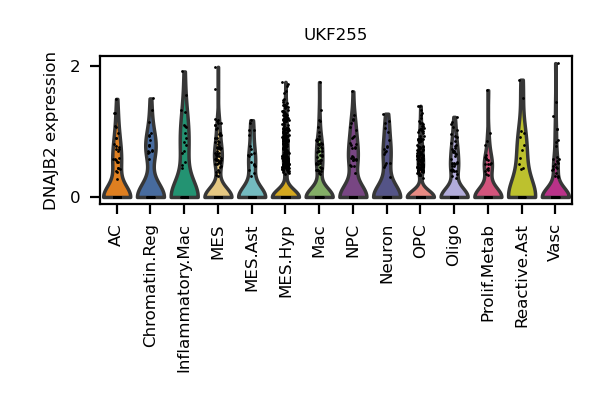 UKF255
DNAJB2 expression
2
0
AC
Chromatin.Reg
Inflammatory.Mac
MES
MES.Ast
MES.Hyp
Mac
NPC
Neuron
OPC
Oligo
Prolif.Metab
Reactive.Ast
Vasc